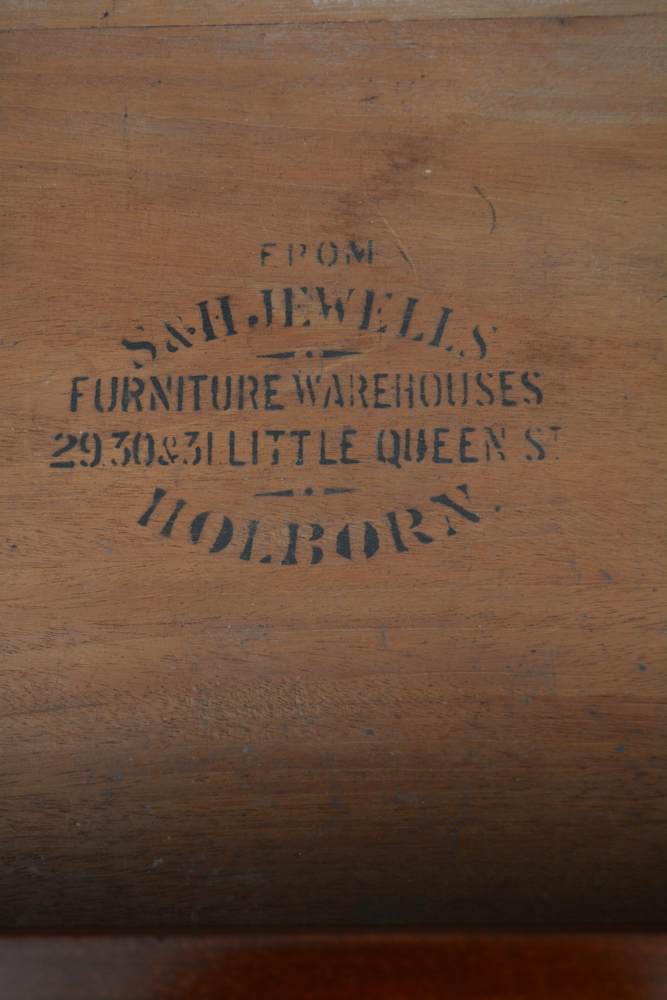 FROM
S & H. JEWELLS
FURNITURE WAREHOUSES
29.30 & 31 LITTLE QUEEN ST
HOLBORN.